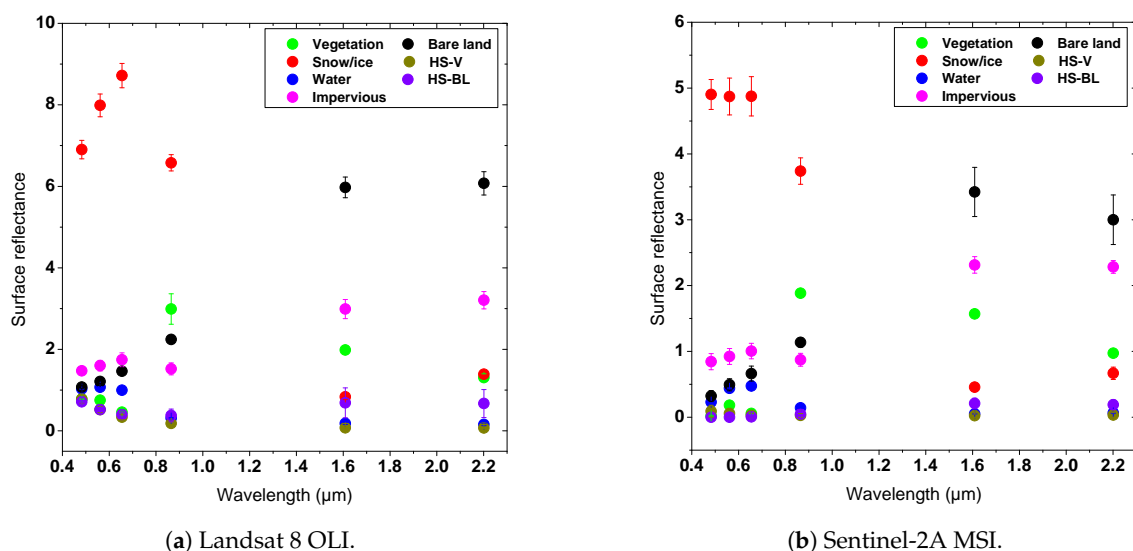 10
8
6
4
2
0
Surface reflectance
Vegetation
Snow/ice
Water
Impervious
Bare land
HS-V
HS-BL
0.4 0.6 0.8 1.0 1.2 1.4 1.6 1.8 2.0 2.2
Wavelength (µm)
(a) Landsat 8 OLI.
6
5
4
3
2
1
0
Surface reflectance
Vegetation
Snow/ice
Water
Impervious
Bare land
HS-V
HS-BL
0.4 0.6 0.8 1.0 1.2 1.4 1.6 1.8 2.0 2.2
Wavelength (µm)
(b) Sentinel-2A MSI.